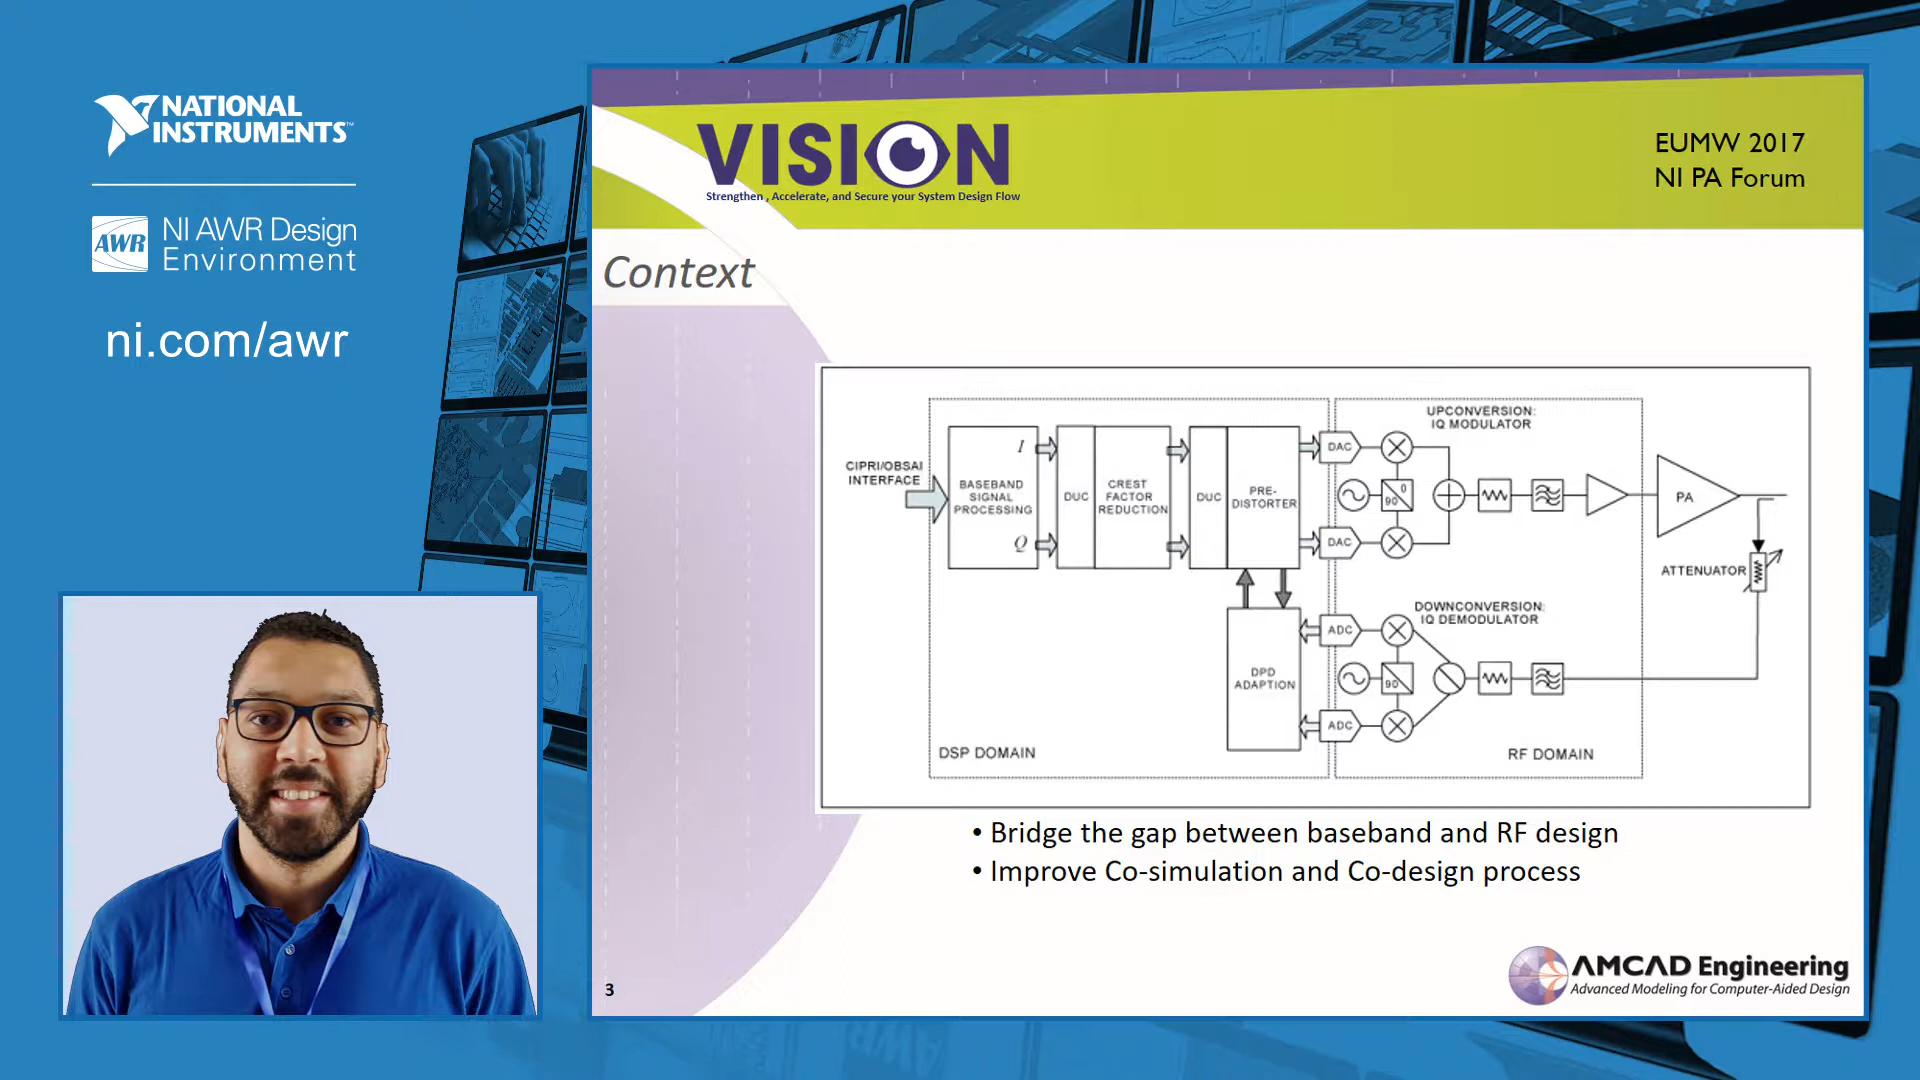 NATIONAL
INSTRUMENTS™
AWR
NI AWR Design
Environment
ni.com/awr
VISION
Strengthen , Accelerate, and Secure your System Design Flow
EUMW 2017
NI PA Forum
Context
CIPRI/OBSAI
INTERFACE
BASEBAND
SIGNAL
PROCESSING
I
Q
DUC
CREST
FACTOR
REDUCTION
DUC
PRE-
DISTORTER
DAC
DAC
0
90
UPCONVERSION:
IQ MODULATOR
PA
ATTENUATOR
DOWNCONVERSION:
IQ DEMODULATOR
ADC
ADC
90
DPD
ADAPTION
DSP DOMAIN
RF DOMAIN
• Bridge the gap between baseband and RF design
• Improve Co-simulation and Co-design process
3
AMCAD Engineering
Advanced Modeling for Computer-Aided Design
AWR